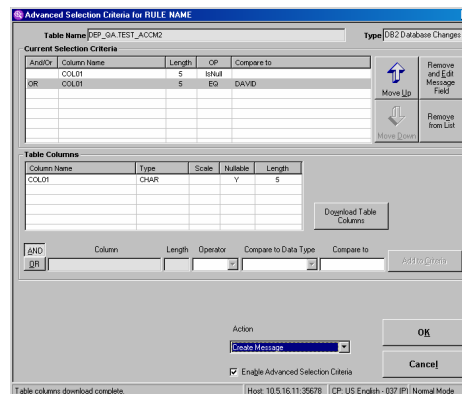 Advanced Selection Criteria for RULE NAME
Table Name DEP_QA.TEST_ACCM2 Type DB2 Database Changes
Current Selection Criteria
And/Or Column Name Length OP Compare to
COL01 5 IsNull
OR COL01 5 EQ DAVID
Move Up
Remove and Edit Message Field
Move Down
Remove from List
Table Columns
Column Name Type Scale Nullable Length
COL01 CHAR Y 5
Download Table Columns
AND Column Length Operator Compare to Data Type Compare to
OR
Add to Criteria
Action
Create Message
OK
Enable Advanced Selection Criteria
Cancel
Table columns download complete. Host: 10.5.16.11:35678 CP: US English - 037 (P) Normal Mode